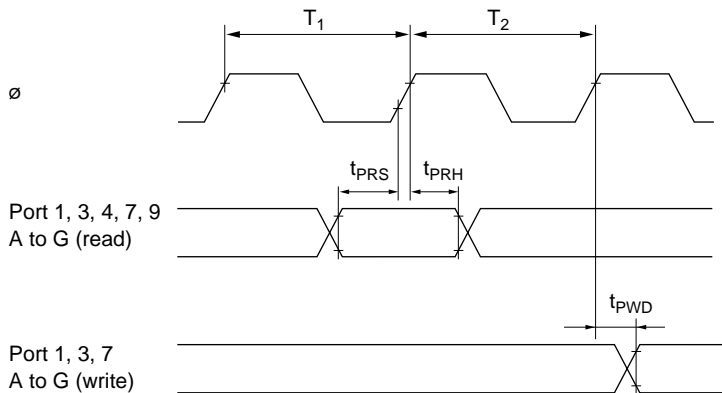 T1 T2
ø
tPRS tPRH
Port 1, 3, 4, 7, 9
A to G (read)
tPWD
Port 1, 3, 7
A to G (write)